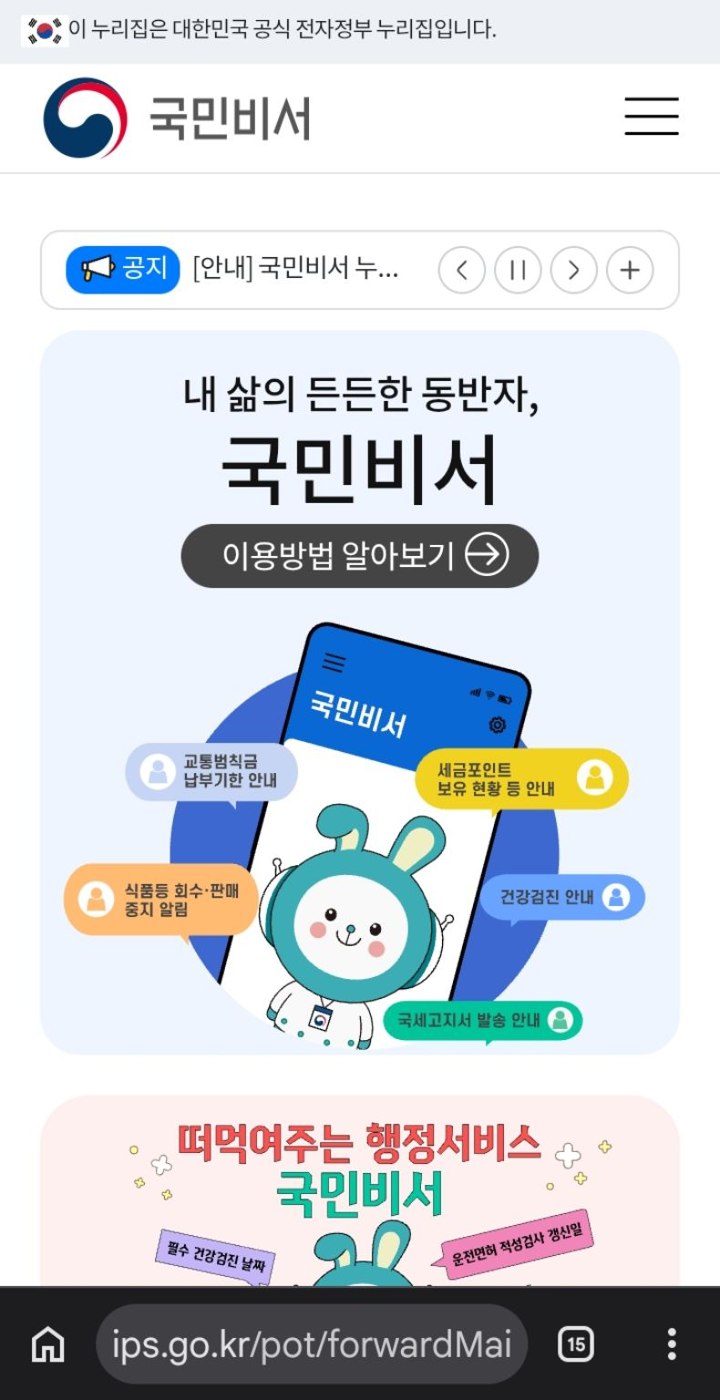 이 누리집은 대한민국 공식 전자정부 누리집입니다.
국민비서
공지 [안내] 국민비서 누...
내 삶의 든든한 동반자,
국민비서
이용방법 알아보기
국민비서
교통범칙금
납부기한 안내
세금포인트
보유 현황 등 안내
식품등 회수·판매
중지 알림
건강검진 안내
국세고지서 발송 안내
떠먹여주는 행정서비스
국민비서
필수 건강검진 날짜
운전면허 적성검사 갱신일
ips.go.kr/pot/forwardMai
15